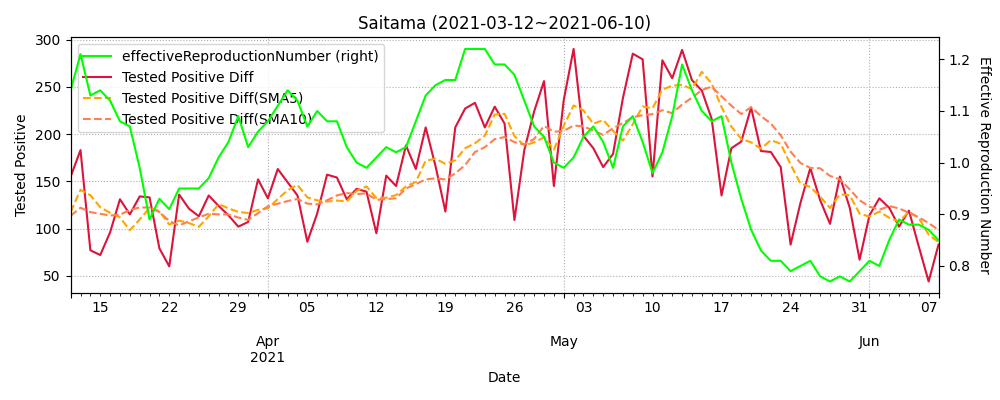 Saitama (2021-03-12~2021-06-10)
effectiveReproductionNumber (right)
Tested Positive Diff
Tested Positive Diff(SMA5)
Tested Positive Diff(SMA10)
Tested Positive
300
250
200
150
100
50
1.2
1.1
1.0
0.9
0.8
Effective Reproduction Number
15 22 29 05 12 19 26 03 10 17 24 31 07
Apr May Jun
2021
Date